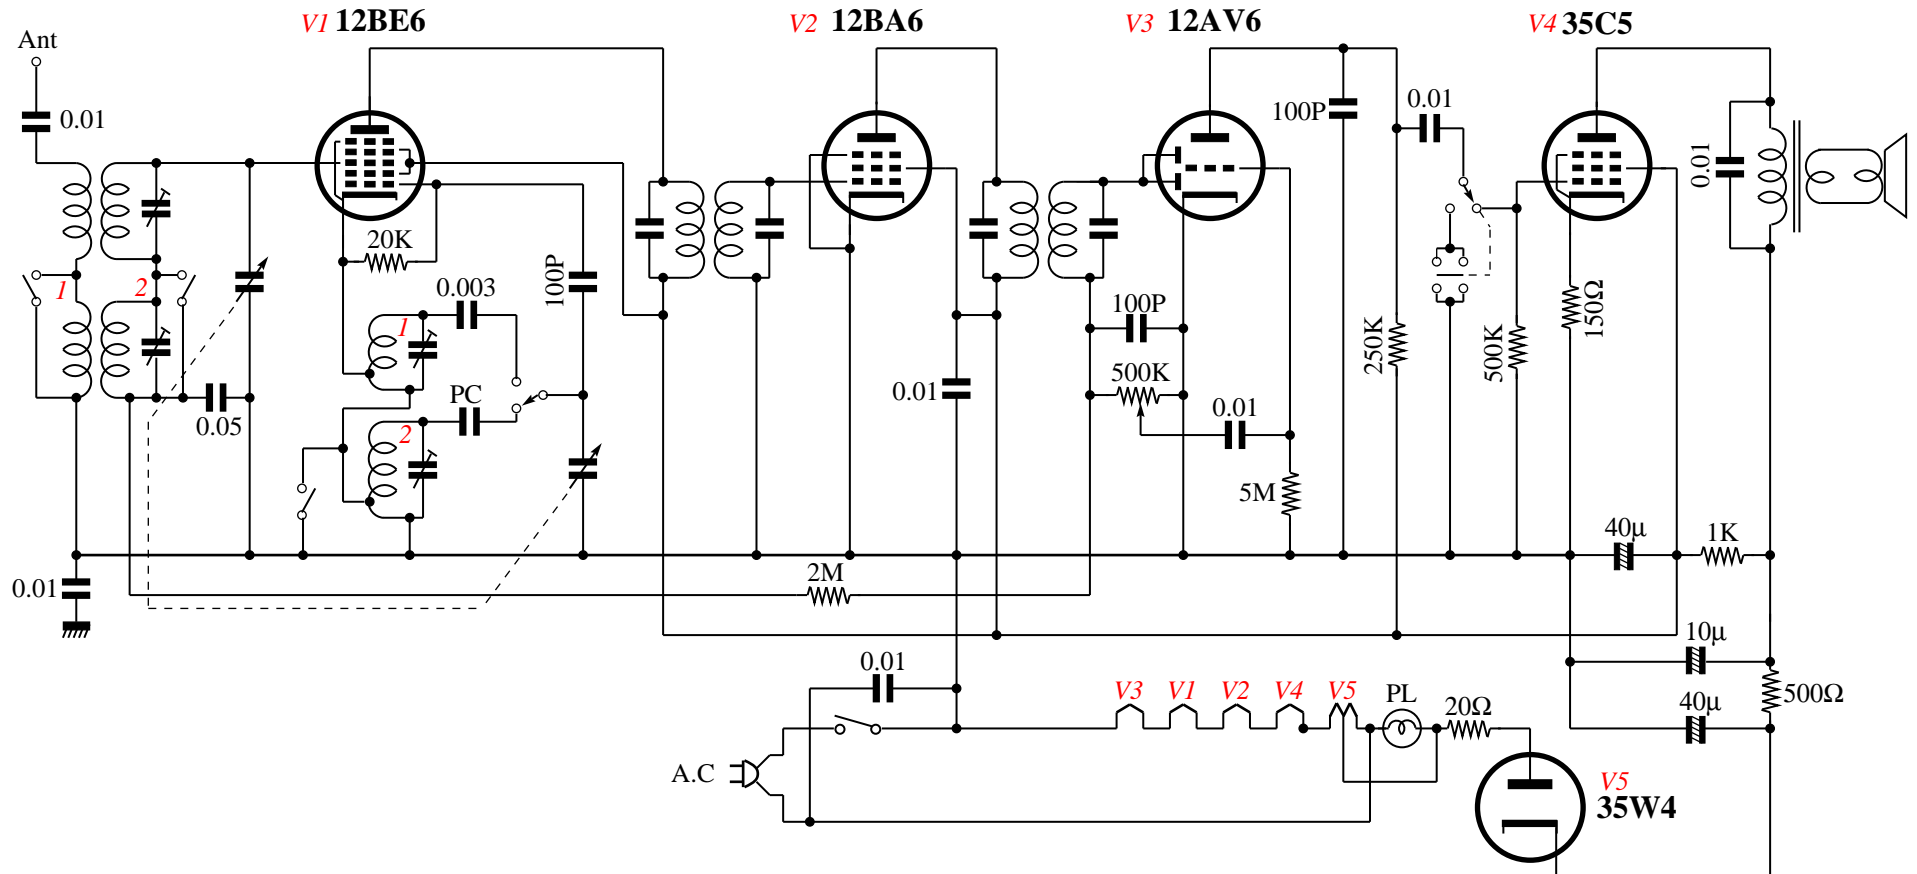 V1 12BE6
V2 12BA6
V3 12AV6
V4 35C5
Ant
0.01
100P
0.01
0.01
20K
1
2
0.003
100P
1
100P
150Ω
250K
500K
500K
PC
0.01
0.01
0.05
2
5M
40μ
1K
0.01
2M
10μ
0.01
V3
V1
V2
V4
V5
PL
20Ω
40μ
500Ω
A.C
V5
35W4